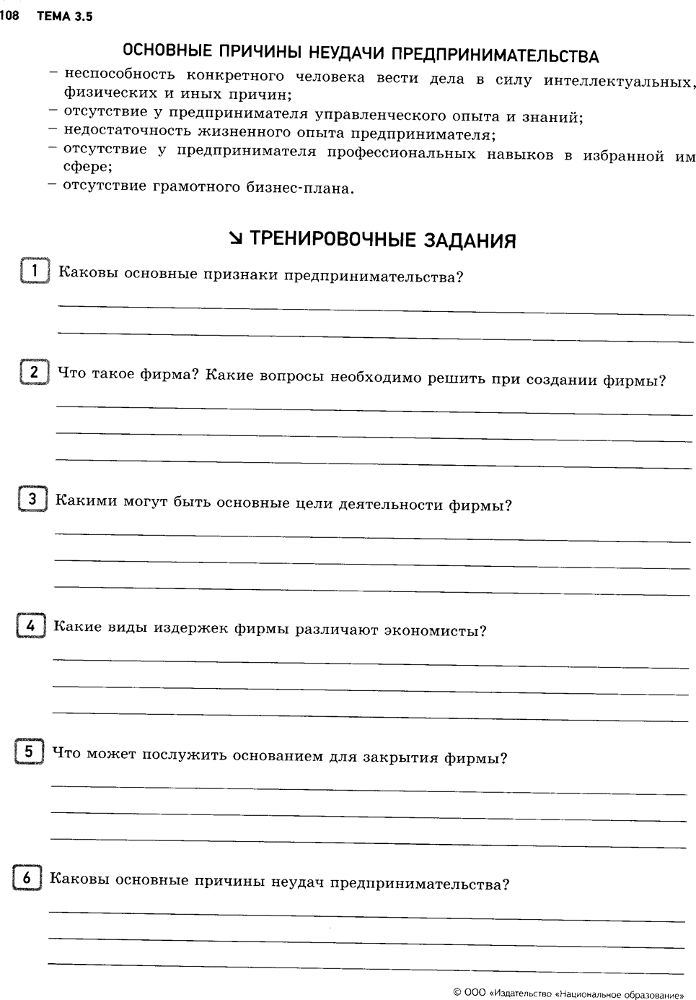 108 ТЕМА 3.5
ОСНОВНЫЕ ПРИЧИНЫ НЕУДАЧИ ПРЕДПРИНИМАТЕЛЬСТВА
– неспособность конкретного человека вести дела в силу интеллектуальных,
физических и иных причин;
– отсутствие у предпринимателя управленческого опыта и знаний;
– недостаточность жизненного опыта предпринимателя;
– отсутствие у предпринимателя профессиональных навыков в избранной им
сфере;
– отсутствие грамотного бизнес-плана.
↘ ТРЕНИРОВОЧНЫЕ ЗАДАНИЯ
1 Каковы основные признаки предпринимательства?
2 Что такое фирма? Какие вопросы необходимо решить при создании фирмы?
3 Какими могут быть основные цели деятельности фирмы?
4 Какие виды издержек фирмы различают экономисты?
5 Что может послужить основанием для закрытия фирмы?
6 Каковы основные причины неудач предпринимательства?
© ООО «Издательство «Национальное образование»